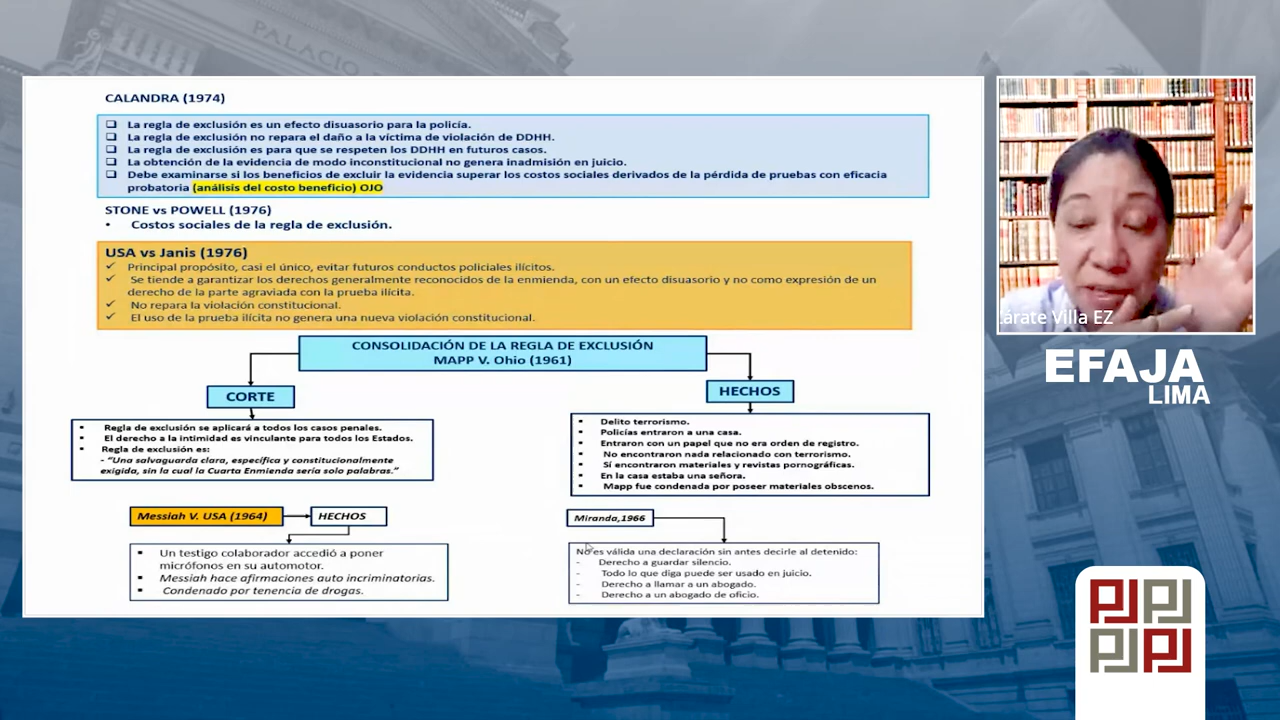 PALACIO
CALANDRA (1974)
❑ La regla de exclusión es un efecto disuasorio para la policía.
❑ La regla de exclusión no repara el daño a la víctima de violación de DDHH.
❑ La regla de exclusión es para que se respeten los DDHH en futuros casos.
❑ La obtención de la evidencia de modo inconstitucional no genera inadmisión en juicio.
❑ Debe examinarse si los beneficios de excluir la evidencia superar los costos sociales derivados de la pérdida de pruebas con eficacia
probatoria (análisis del costo beneficio) OJO
STONE vs POWELL (1976)
• Costos sociales de la regla de exclusión.
USA vs Janis (1976)
✓ Principal propósito, casi el único, evitar futuros conductos policiales ilícitos.
✓ Se tiende a garantizar los derechos generalmente reconocidos de la enmienda, con un efecto disuasorio y no como expresión de un
derecho de la parte agraviada con la prueba ilícita.
✓ No repara la violación constitucional.
✓ El uso de la prueba ilícita no genera una nueva violación constitucional.
CONSOLIDACIÓN DE LA REGLA DE EXCLUSIÓN
MAPP V. Ohio (1961)
CORTE
▪ Regla de exclusión se aplicará a todos los casos penales.
▪ El derecho a la intimidad es vinculante para todos los Estados.
▪ Regla de exclusión es:
- “Una salvaguarda clara, específica y constitucionalmente
exigida, sin la cual la Cuarta Enmienda sería solo palabras.”
HECHOS
▪ Delito terrorismo.
▪ Policías entraron a una casa.
▪ Entraron con un papel que no era orden de registro.
▪ No encontraron nada relacionado con terrorismo.
▪ Sí encontraron materiales y revistas pornográficas.
▪ En la casa estaba una señora.
▪ Mapp fue condenada por poseer materiales obscenos.
Messiah V. USA (1964)
HECHOS
▪ Un testigo colaborador accedió a poner
micrófonos en su automotor.
▪ Messiah hace afirmaciones auto incriminatorias.
▪ Condenado por tenencia de drogas.
Miranda,1966
No es válida una declaración sin antes decirle al detenido:
- Derecho a guardar silencio.
- Todo lo que diga puede ser usado en juicio.
- Derecho a llamar a un abogado.
- Derecho a un abogado de oficio.
árate Villa EZ
EFAJA
LIMA
PJ PJ
PJ PJ